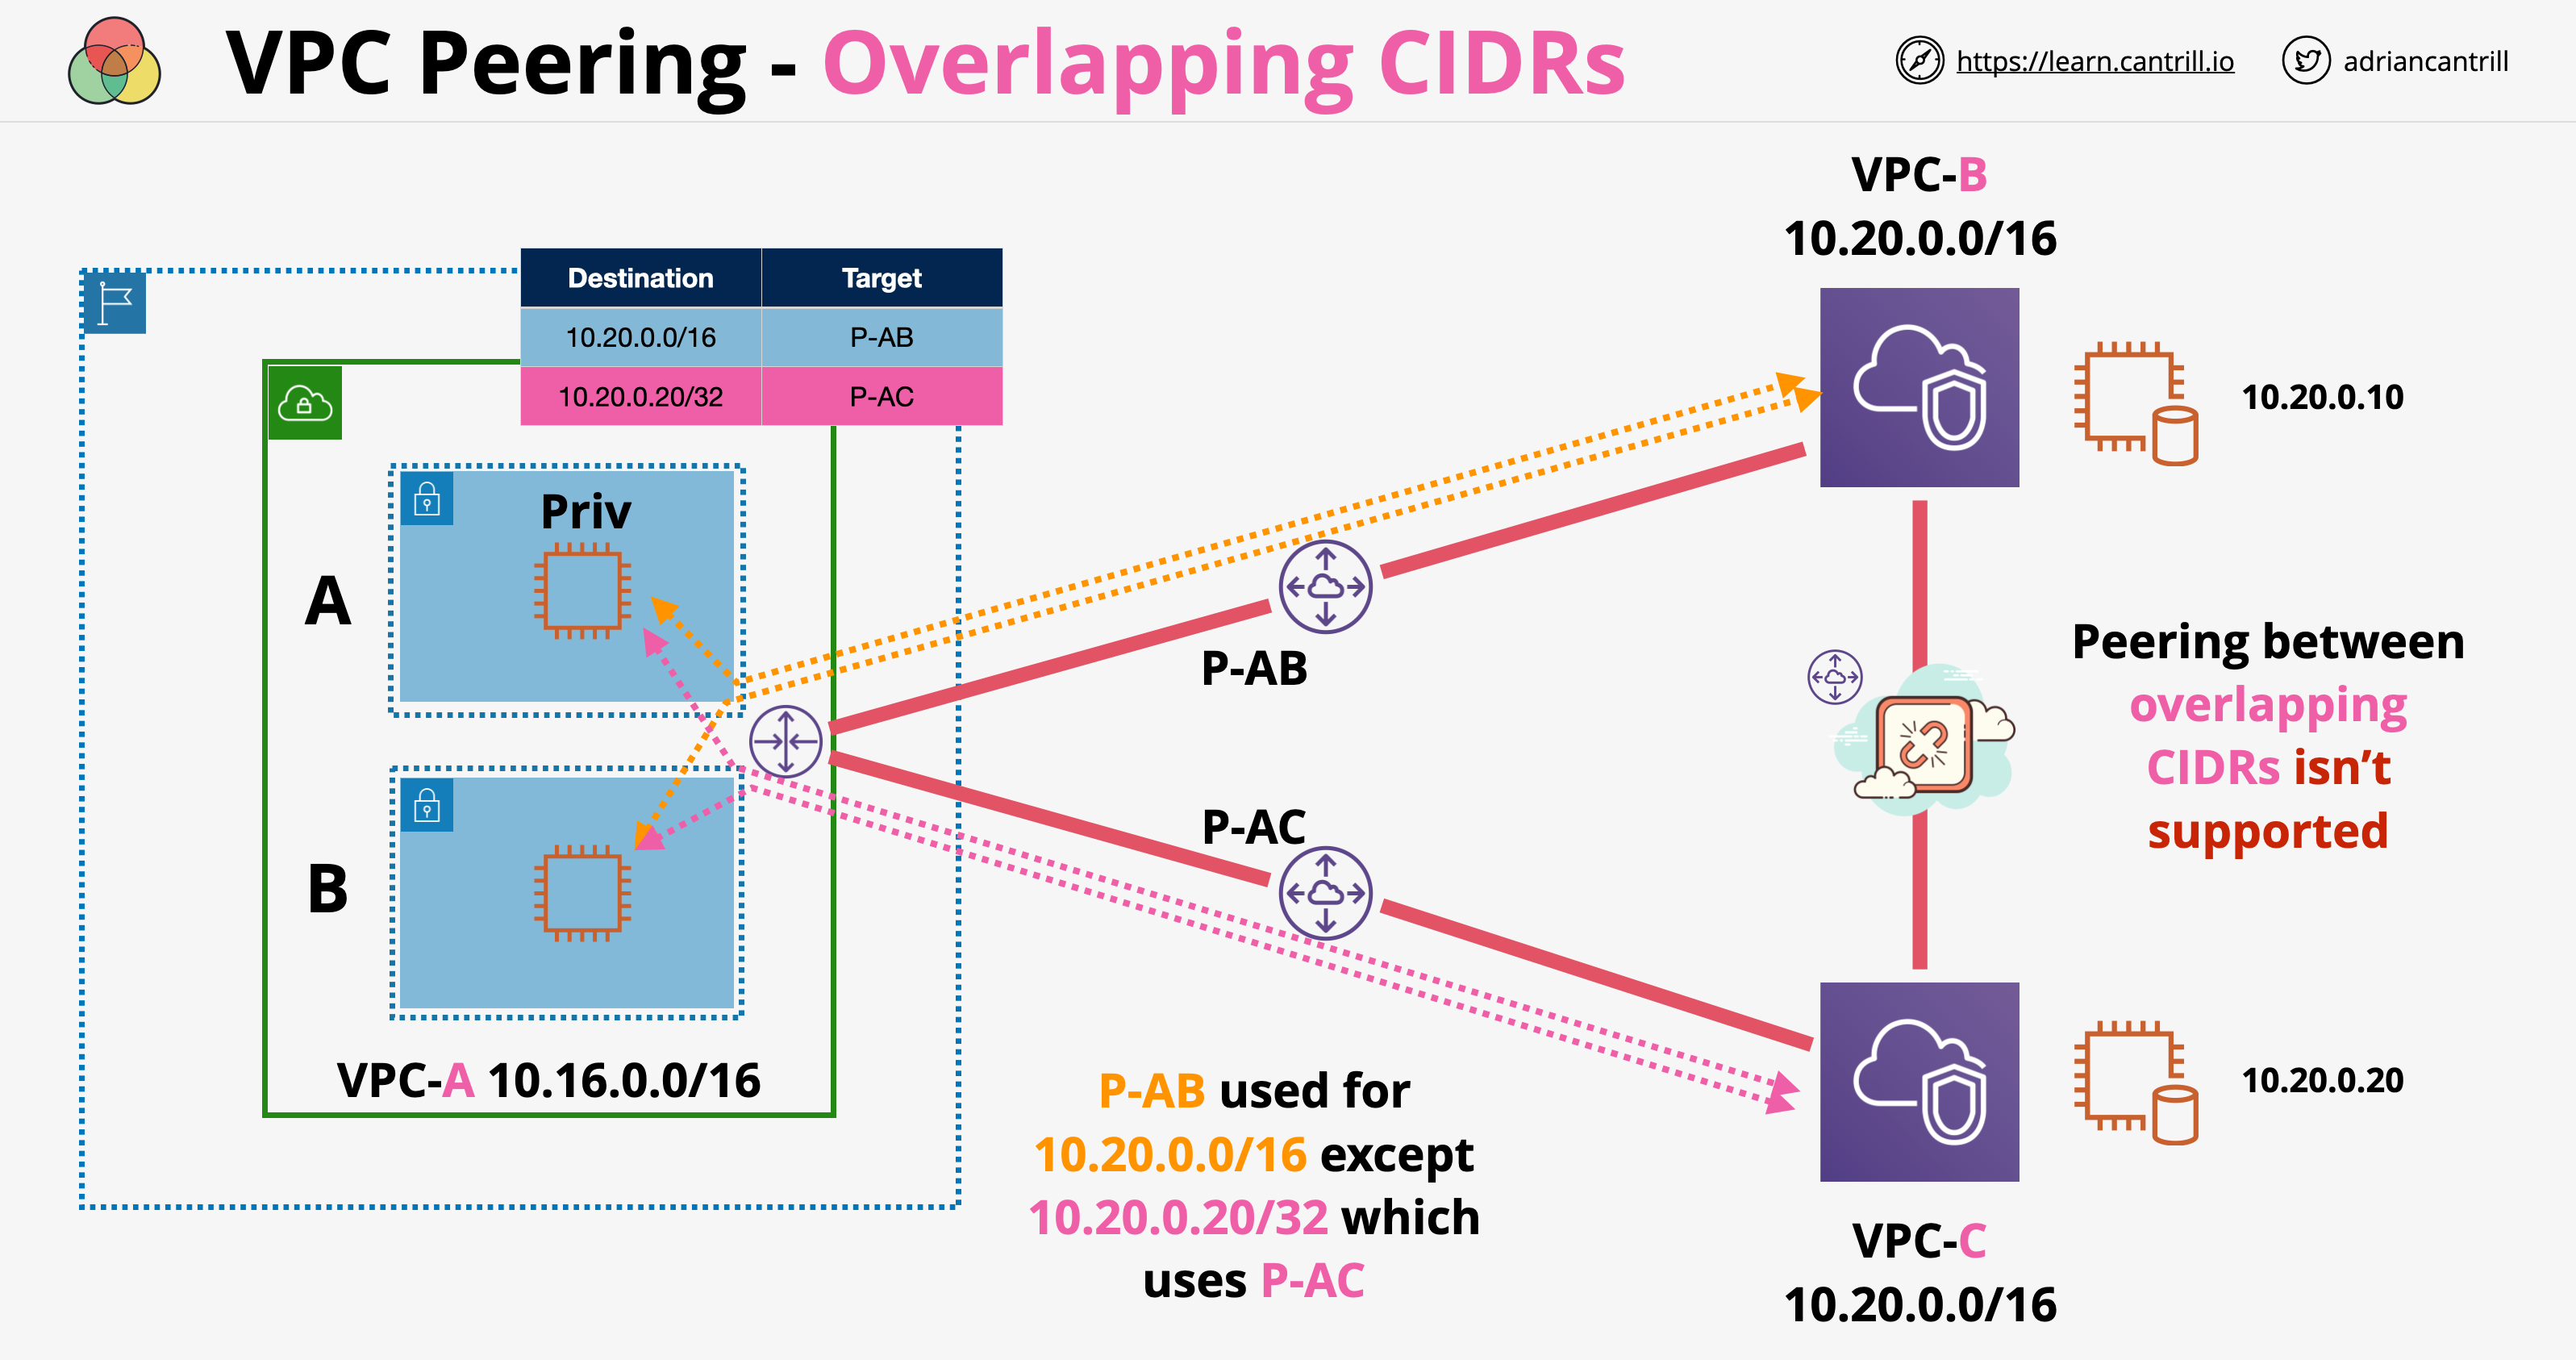 VPC Peering - Overlapping CIDRs
https://learn.cantrill.io
adriancantrill
VPC-B
10.20.0.0/16
Destination Target
10.20.0.0/16 P-AB
10.20.0.20/32 P-AC
10.20.0.10
Priv
A
P-AB
Peering between
overlapping
CIDRs isn’t
supported
P-AC
B
VPC-A 10.16.0.0/16
P-AB used for
10.20.0.0/16 except
10.20.0.20/32 which
uses P-AC
10.20.0.20
VPC-C
10.20.0.0/16